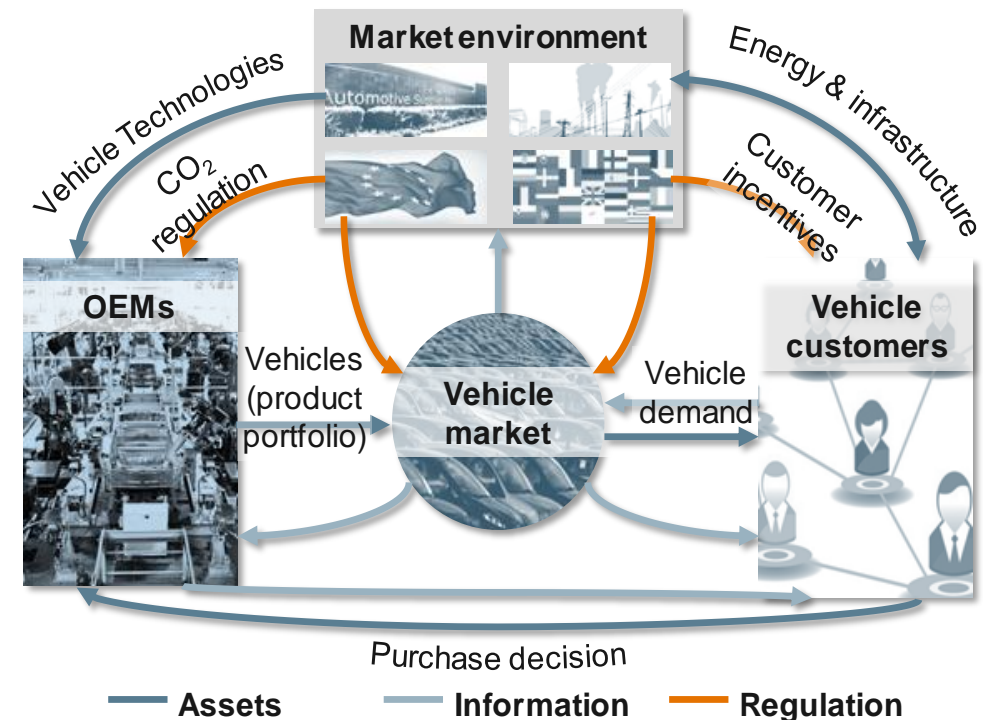 Market environment
Automotive
Vehicle Technologies
CO₂
regulation
Energy & infrastructure
Customer
incentives
OEMs
Vehicle
customers
Vehicles
(product
portfolio)
Vehicle
market
Vehicle
demand
Purchase decision
Assets
Information
Regulation